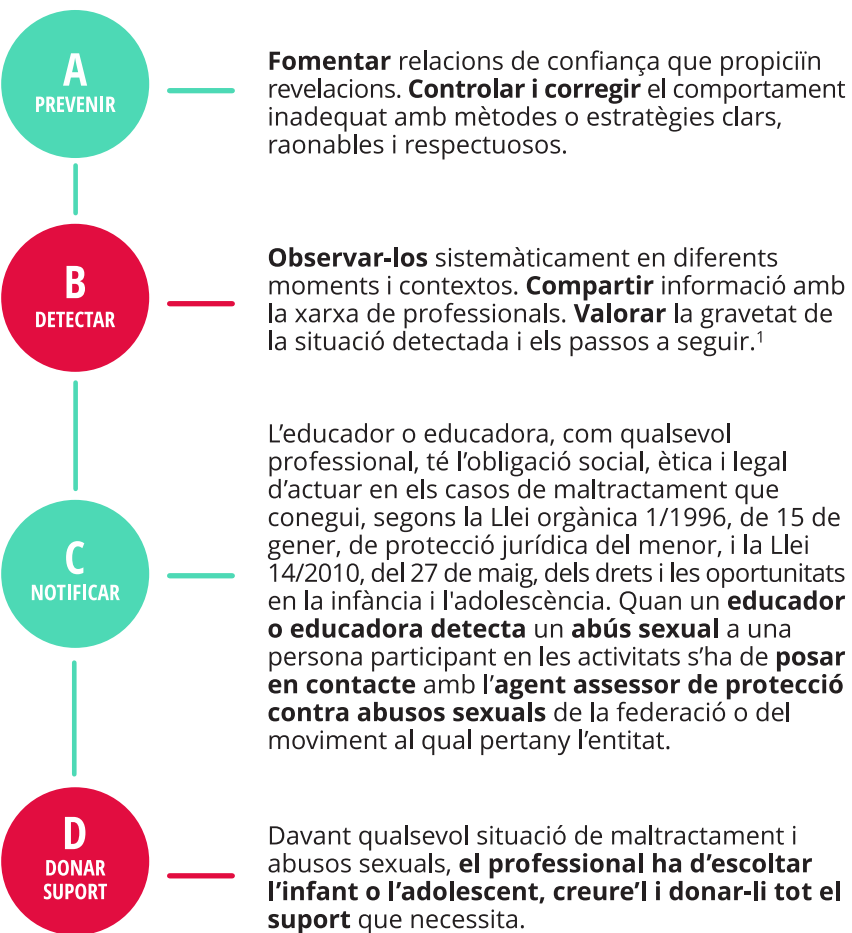 A
PREVENIR
Fomentar relacions de confiança que propiciïn
revelacions. Controlar i corregir el comportament
inadequat amb mètodes o estratègies clars,
raonables i respectuosos.
B
DETECTAR
Observar-los sistemàticament en diferents
moments i contextos. Compartir informació amb
la xarxa de professionals. Valorar la gravetat de
la situació detectada i els passos a seguir.¹
C
NOTIFICAR
L’educador o educadora, com qualsevol
professional, té l’obligació social, ètica i legal
d’actuar en els casos de maltractament que
conegui, segons la Llei orgànica 1/1996, de 15 de
gener, de protecció jurídica del menor, i la Llei
14/2010, del 27 de maig, dels drets i les oportunitats
en la infància i l'adolescència. Quan un educador
o educadora detecta un abús sexual a una
persona participant en les activitats s’ha de posar
en contacte amb l’agent assessor de protecció
contra abusos sexuals de la federació o del
moviment al qual pertany l’entitat.
D
DONAR
SUPORT
Davant qualsevol situació de maltractament i
abusos sexuals, el professional ha d’escoltar
l’infant o l’adolescent, creure’l i donar-li tot el
suport que necessita.